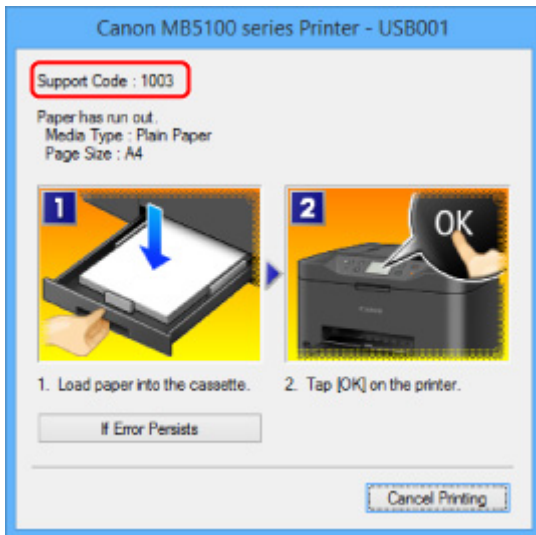 Canon MB5100 series Printer - USB001
Support Code : 1003
Paper has run out.
Media Type : Plain Paper
Page Size : A4
1
2
OK
Canon
1. Load paper into the cassette.
2. Tap [OK] on the printer.
If Error Persists
Cancel Printing